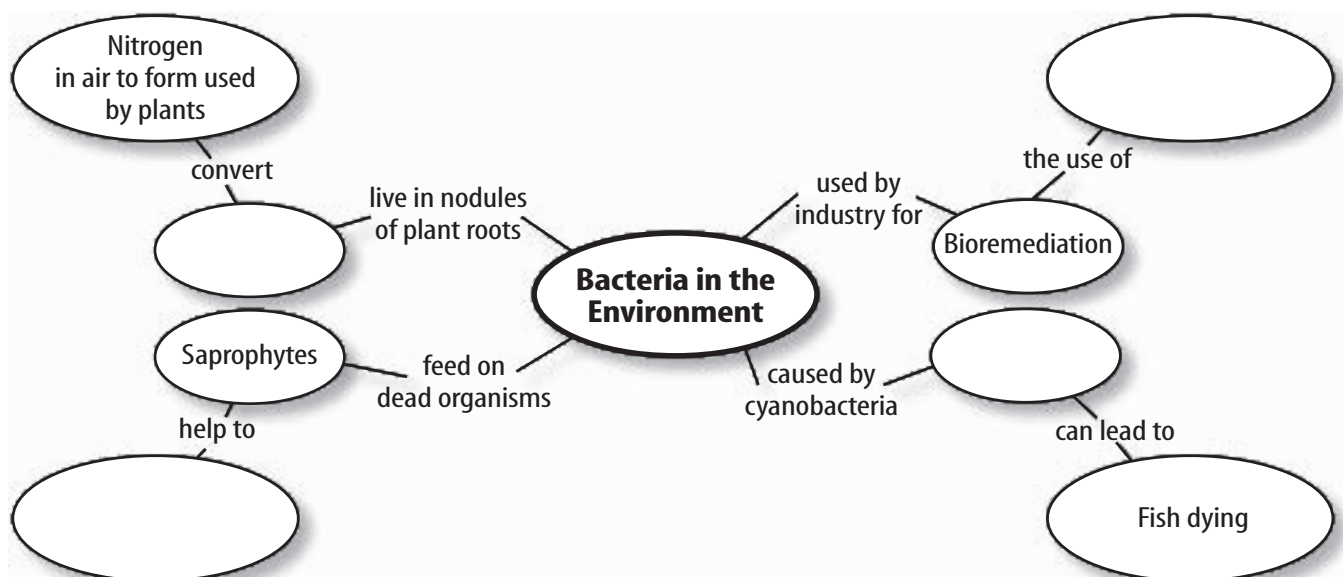 Nitrogen
in air to form used
by plants
convert
live in nodules
of plant roots
used by
industry for
the use of
Bioremediation
Bacteria in the
Environment
Saprophytes
feed on
dead organisms
caused by
cyanobacteria
help to
can lead to
Fish dying